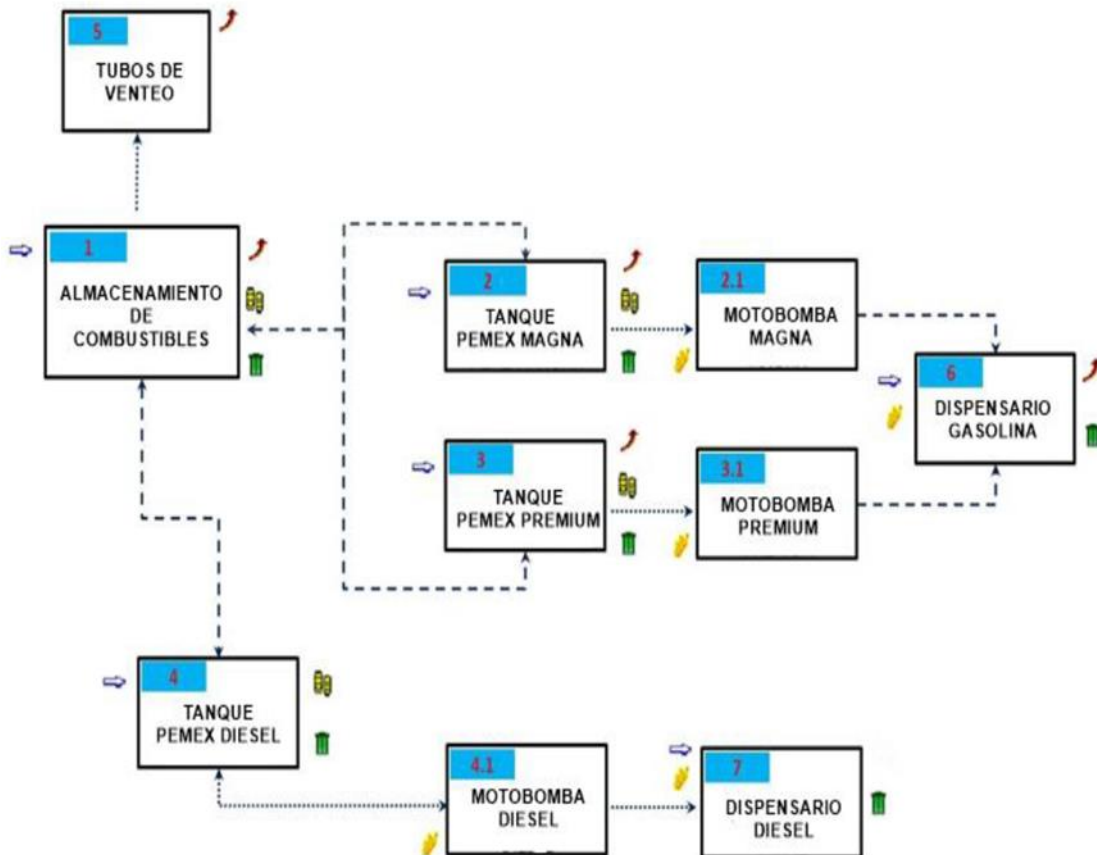 5
TUBOS DE
VENTEO
1
ALMACENAMIENTO
DE
COMBUSTIBLES
2
TANQUE
PEMEX MAGNA
2.1
MOTOBOMBA
MAGNA
6
DISPENSARIO
GASOLINA
3
TANQUE
PEMEX PREMIUM
3.1
MOTOBOMBA
PREMIUM
4
TANQUE
PEMEX DIESEL
4.1
MOTOBOMBA
DIESEL
7
DISPENSARIO
DIESEL